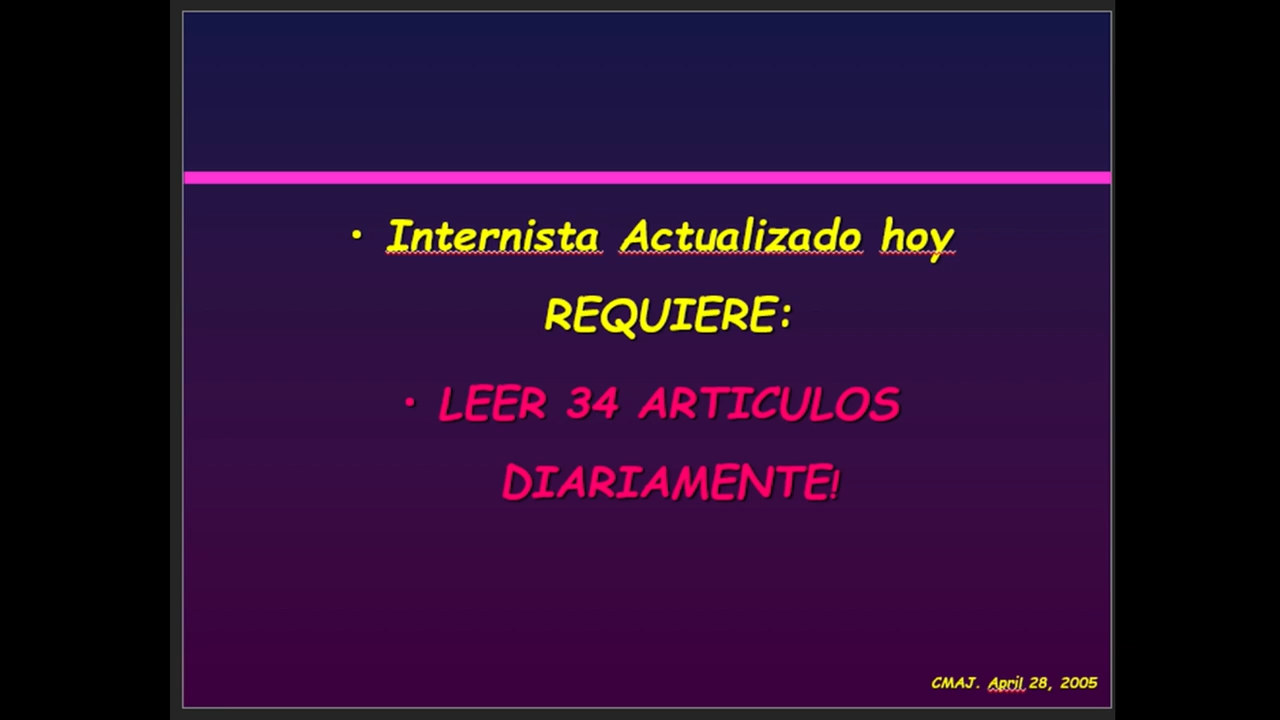 • Internista Actualizado hoy
REQUIERE:
• LEER 34 ARTICULOS
DIARIAMENTE!
CMAJ. April 28, 2005